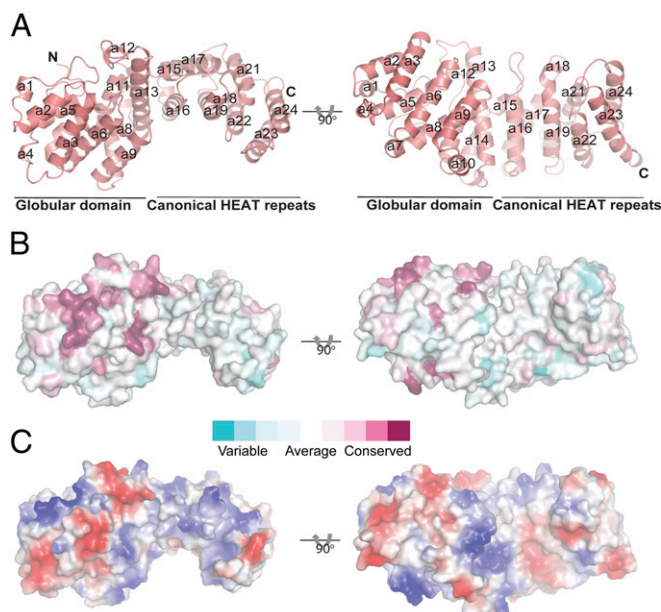 A
N
a12
a11
a13
a1
a2
a5
a3
a6
a8
a4
a9
a15
a17
a21
C
a16
a18
a19
a24
a22
a23
Globular domain
Canonical HEAT repeats
90°
a2
a3
a1
a4
a5
a6
a12
a13
a7
a8
a9
a14
a10
a15
a16
a17
a18
a19
a21
a22
a24
a23
C
Globular domain
Canonical HEAT repeats
B
90°
Variable Average Conserved
C
90°